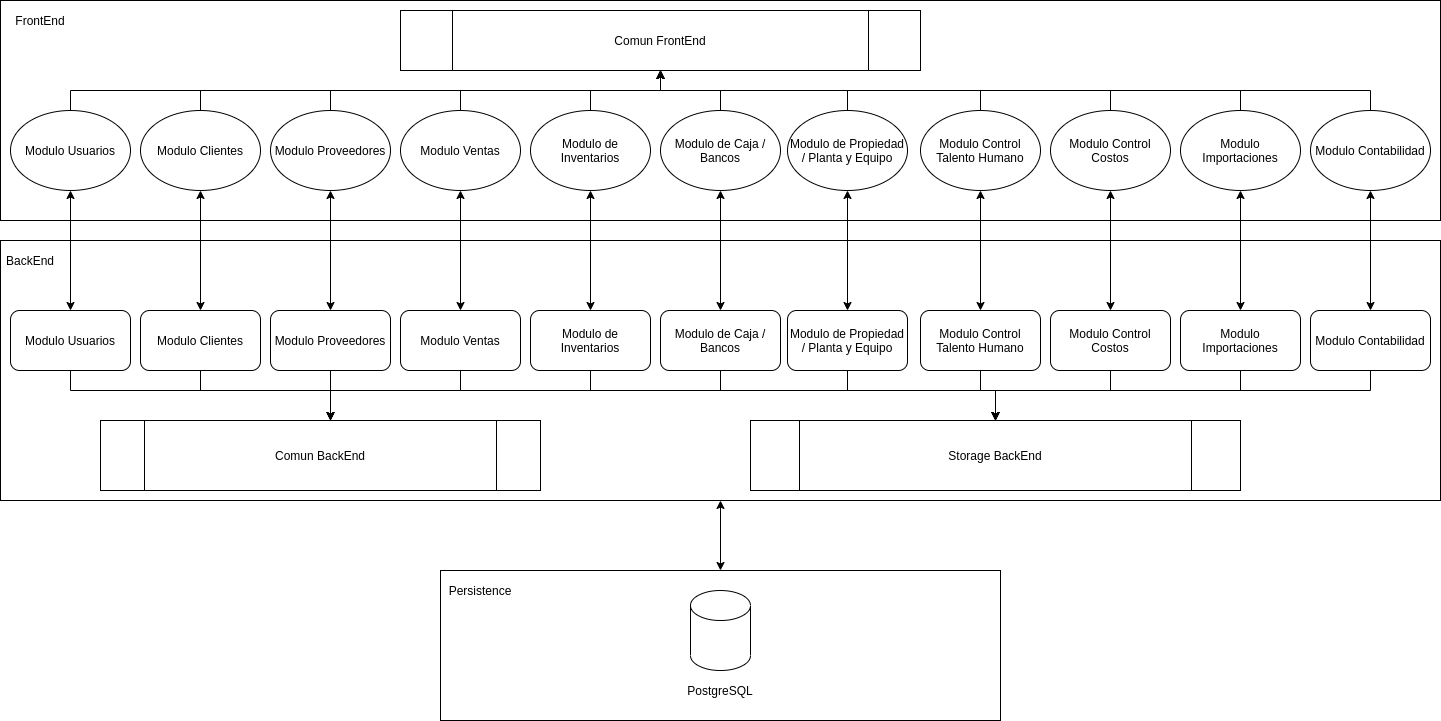 FrontEnd
Comun FrontEnd
Modulo Usuarios
Modulo Clientes
Modulo Proveedores
Modulo Ventas
Modulo de
Inventarios
Modulo de Caja /
Bancos
Modulo de Propiedad
/ Planta y Equipo
Modulo Control
Talento Humano
Modulo Control
Costos
Modulo
Importaciones
Modulo Contabilidad
BackEnd
Modulo Usuarios
Modulo Clientes
Modulo Proveedores
Modulo Ventas
Modulo de
Inventarios
Modulo de Caja /
Bancos
Modulo de Propiedad
/ Planta y Equipo
Modulo Control
Talento Humano
Modulo Control
Costos
Modulo
Importaciones
Modulo Contabilidad
Comun BackEnd
Storage BackEnd
Persistence
PostgreSQL